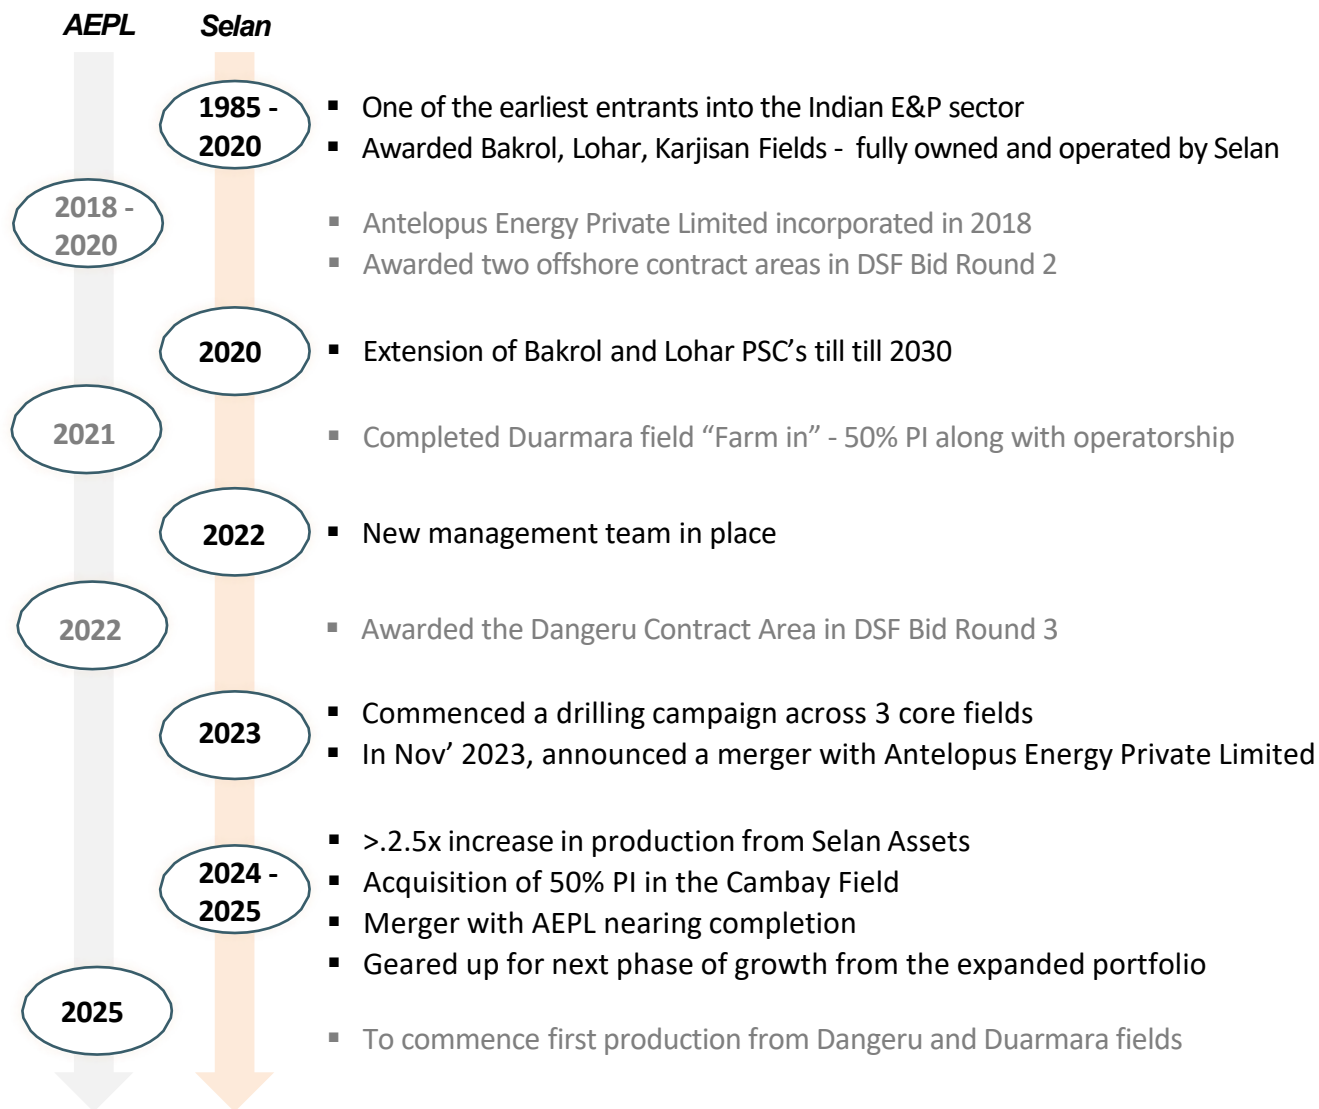 AEPL Selan
1985 -
2020
▪ One of the earliest entrants into the Indian E&P sector
▪ Awarded Bakrol, Lohar, Karjisan Fields - fully owned and operated by Selan
2018 -
2020
▪ Antelopus Energy Private Limited incorporated in 2018
▪ Awarded two offshore contract areas in DSF Bid Round 2
2020
▪ Extension of Bakrol and Lohar PSC’s till till 2030
2021
▪ Completed Duarmara field “Farm in” - 50% PI along with operatorship
2022
▪ New management team in place
2022
▪ Awarded the Dangeru Contract Area in DSF Bid Round 3
2023
▪ Commenced a drilling campaign across 3 core fields
▪ In Nov’ 2023, announced a merger with Antelopus Energy Private Limited
2024 -
2025
▪ >.2.5x increase in production from Selan Assets
▪ Acquisition of 50% PI in the Cambay Field
▪ Merger with AEPL nearing completion
▪ Geared up for next phase of growth from the expanded portfolio
2025
▪ To commence first production from Dangeru and Duarmara fields